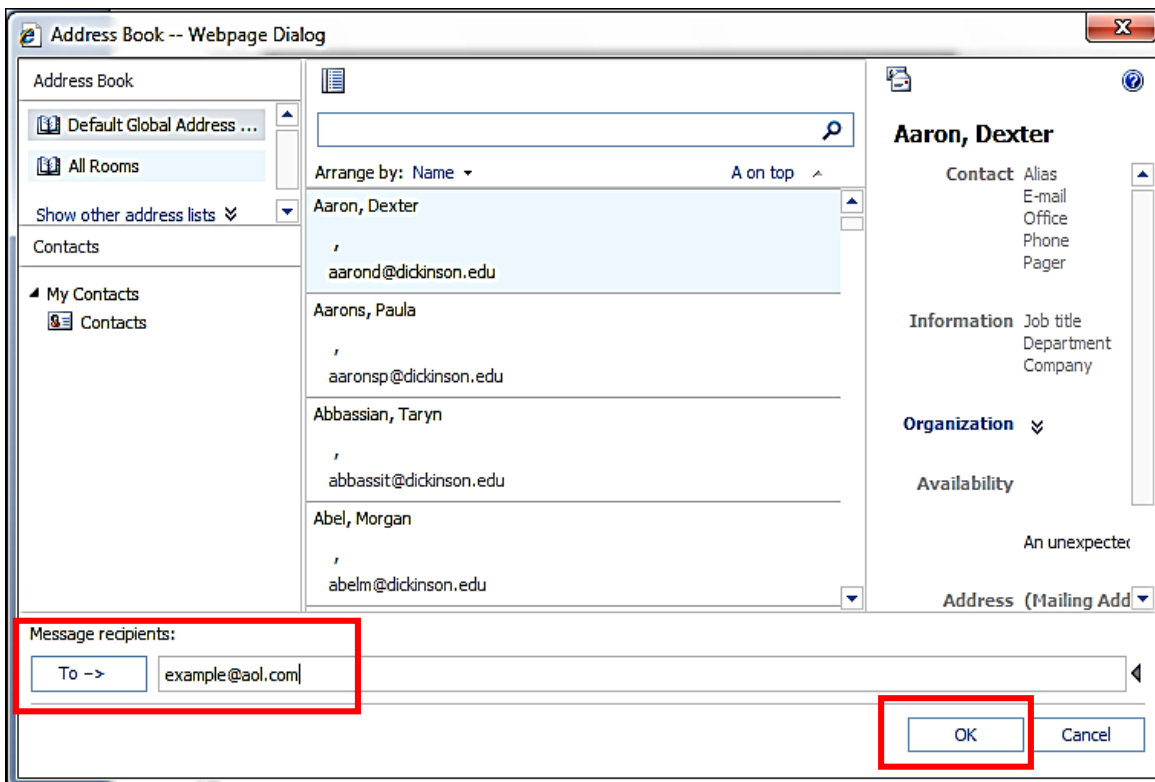 Address Book -- Webpage Dialog
X
Address Book
Default Global Address ...
All Rooms
Show other address lists
Contacts
My Contacts
Contacts
Arrange by: Name
A on top
Aaron, Dexter
,
aarond@dickinson.edu
Aarons, Paula
,
aaronsp@dickinson.edu
Abbassian, Taryn
,
abbassit@dickinson.edu
Abel, Morgan
,
abelm@dickinson.edu
?
Aaron, Dexter
Contact Alias
E-mail
Office
Phone
Pager
Information Job title
Department
Company
Organization
Availability
An unexpected
Address (Mailing Add
Message recipients:
To -> example@aol.com
OK Cancel